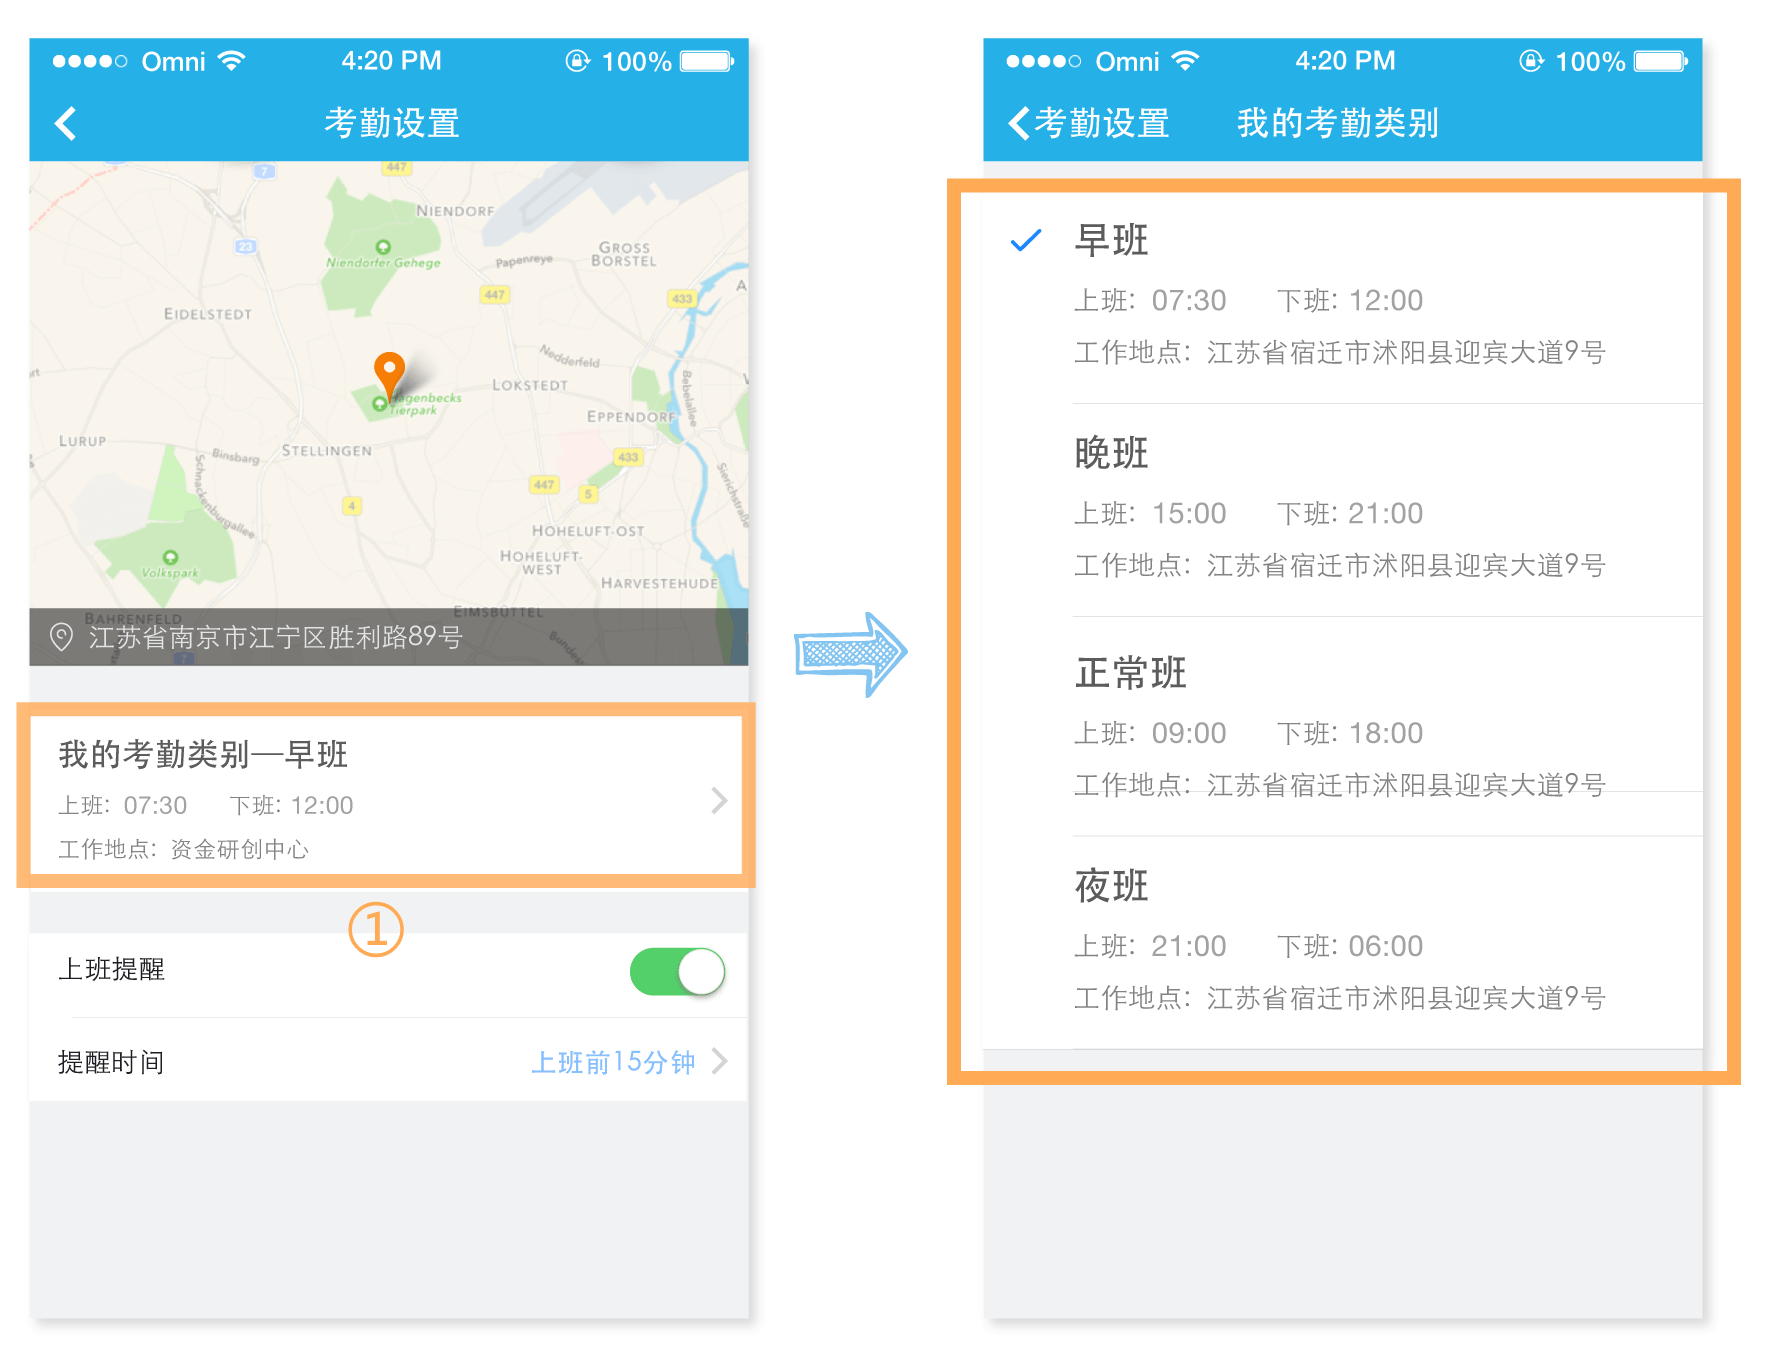 Omni 4:20 PM 100%
考勤设置
7
447
NIENDORF
23
Niendorfer Gehege
Papenreye
GROSS
BORSTEL
447
433
EIDELSTEDT
Nedderfeld
LOKSTEDT
Bebelallee
Hagenbecks
Tierpark
EPPENDORF
LURUP
STELLINGEN
Binsbarg
433
Schnackenburgallee
447
5
4
Sierichstraße
HOHELUFT-OST
HOHELUFT-
WEST
Volkspark
HARVESTEHUDE
EIMSBÜTTEL
BAHRENFELD
江苏省南京市江宁区胜利路89号
7
我的考勤类别—早班
上班: 07:30 下班: 12:00
工作地点: 资金研创中心
①
上班提醒
提醒时间 上班前15分钟
Omni 4:20 PM 100%
考勤设置 我的考勤类别
早班
上班: 07:30 下班: 12:00
工作地点: 江苏省宿迁市沭阳县迎宾大道9号
晚班
上班: 15:00 下班: 21:00
工作地点: 江苏省宿迁市沭阳县迎宾大道9号
正常班
上班: 09:00 下班: 18:00
工作地点: 江苏省宿迁市沭阳县迎宾大道9号
夜班
上班: 21:00 下班: 06:00
工作地点: 江苏省宿迁市沭阳县迎宾大道9号